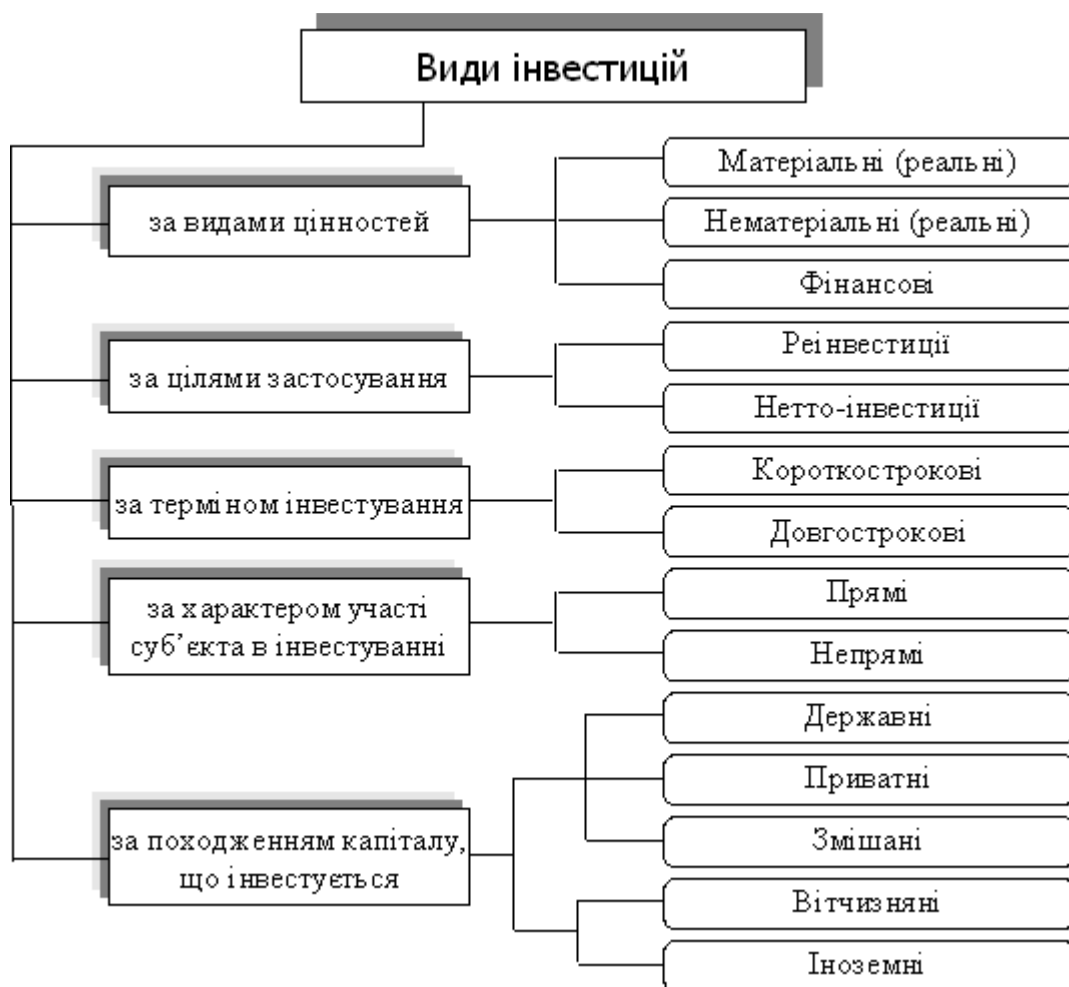 Види інвестицій
за видами цінностей
Матеріальні (реальні)
Нематеріальні (реальні)
Фінансові
за цілями застосування
Реінвестиції
Нетто-інвестиції
за терміном інвестування
Короткострокові
Довгострокові
за характером участі
суб’єкта в інвестуванні
Прямі
Непрямі
за походженням капіталу,
що інвестується
Державні
Приватні
Змішані
Вітчизняні
Іноземні